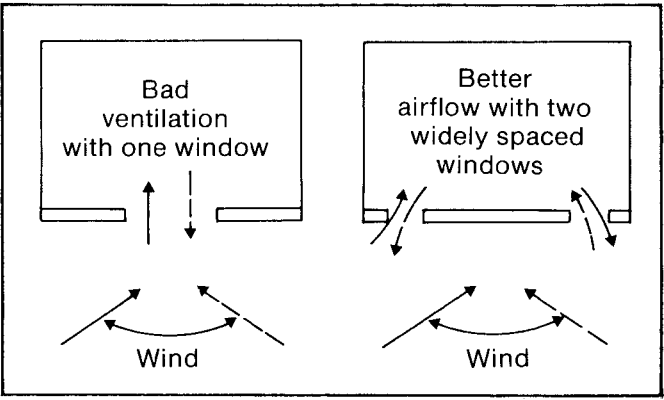 Bad
ventilation
with one window
Wind
Better
airflow with two
widely spaced
windows
Wind